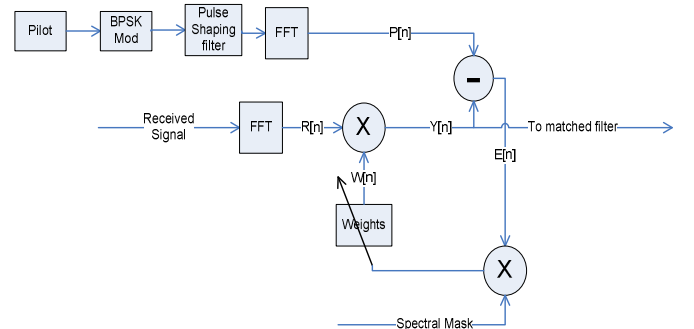 Pilot
BPSK
Mod
Pulse
Shaping
filter
FFT
P[n]
-
Received
Signal
FFT
R[n]
X
Y[n]
To matched filter
E[n]
W[n]
Weights
X
Spectral Mask